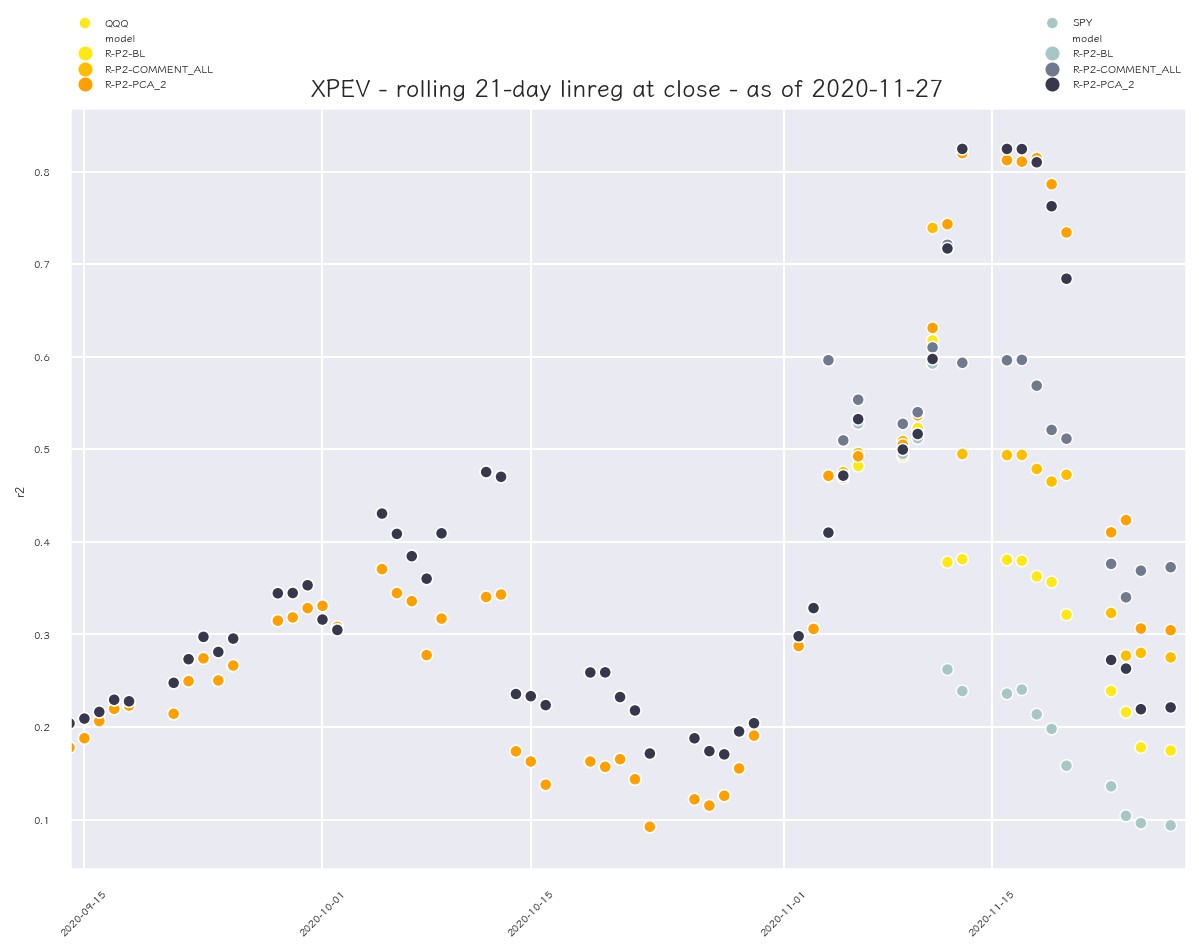 QQQ
model
R-P2-BL
R-P2-COMMENT_ALL
R-P2-PCA_2
SPY
model
R-P2-BL
R-P2-COMMENT_ALL
R-P2-PCA_2
XPEV - rolling 21-day linreg at close - as of 2020-11-27
0.8
0.7
0.6
0.5
0.4
0.3
0.2
0.1
r2
2020-09-15
2020-10-01
2020-10-15
2020-11-01
2020-11-15